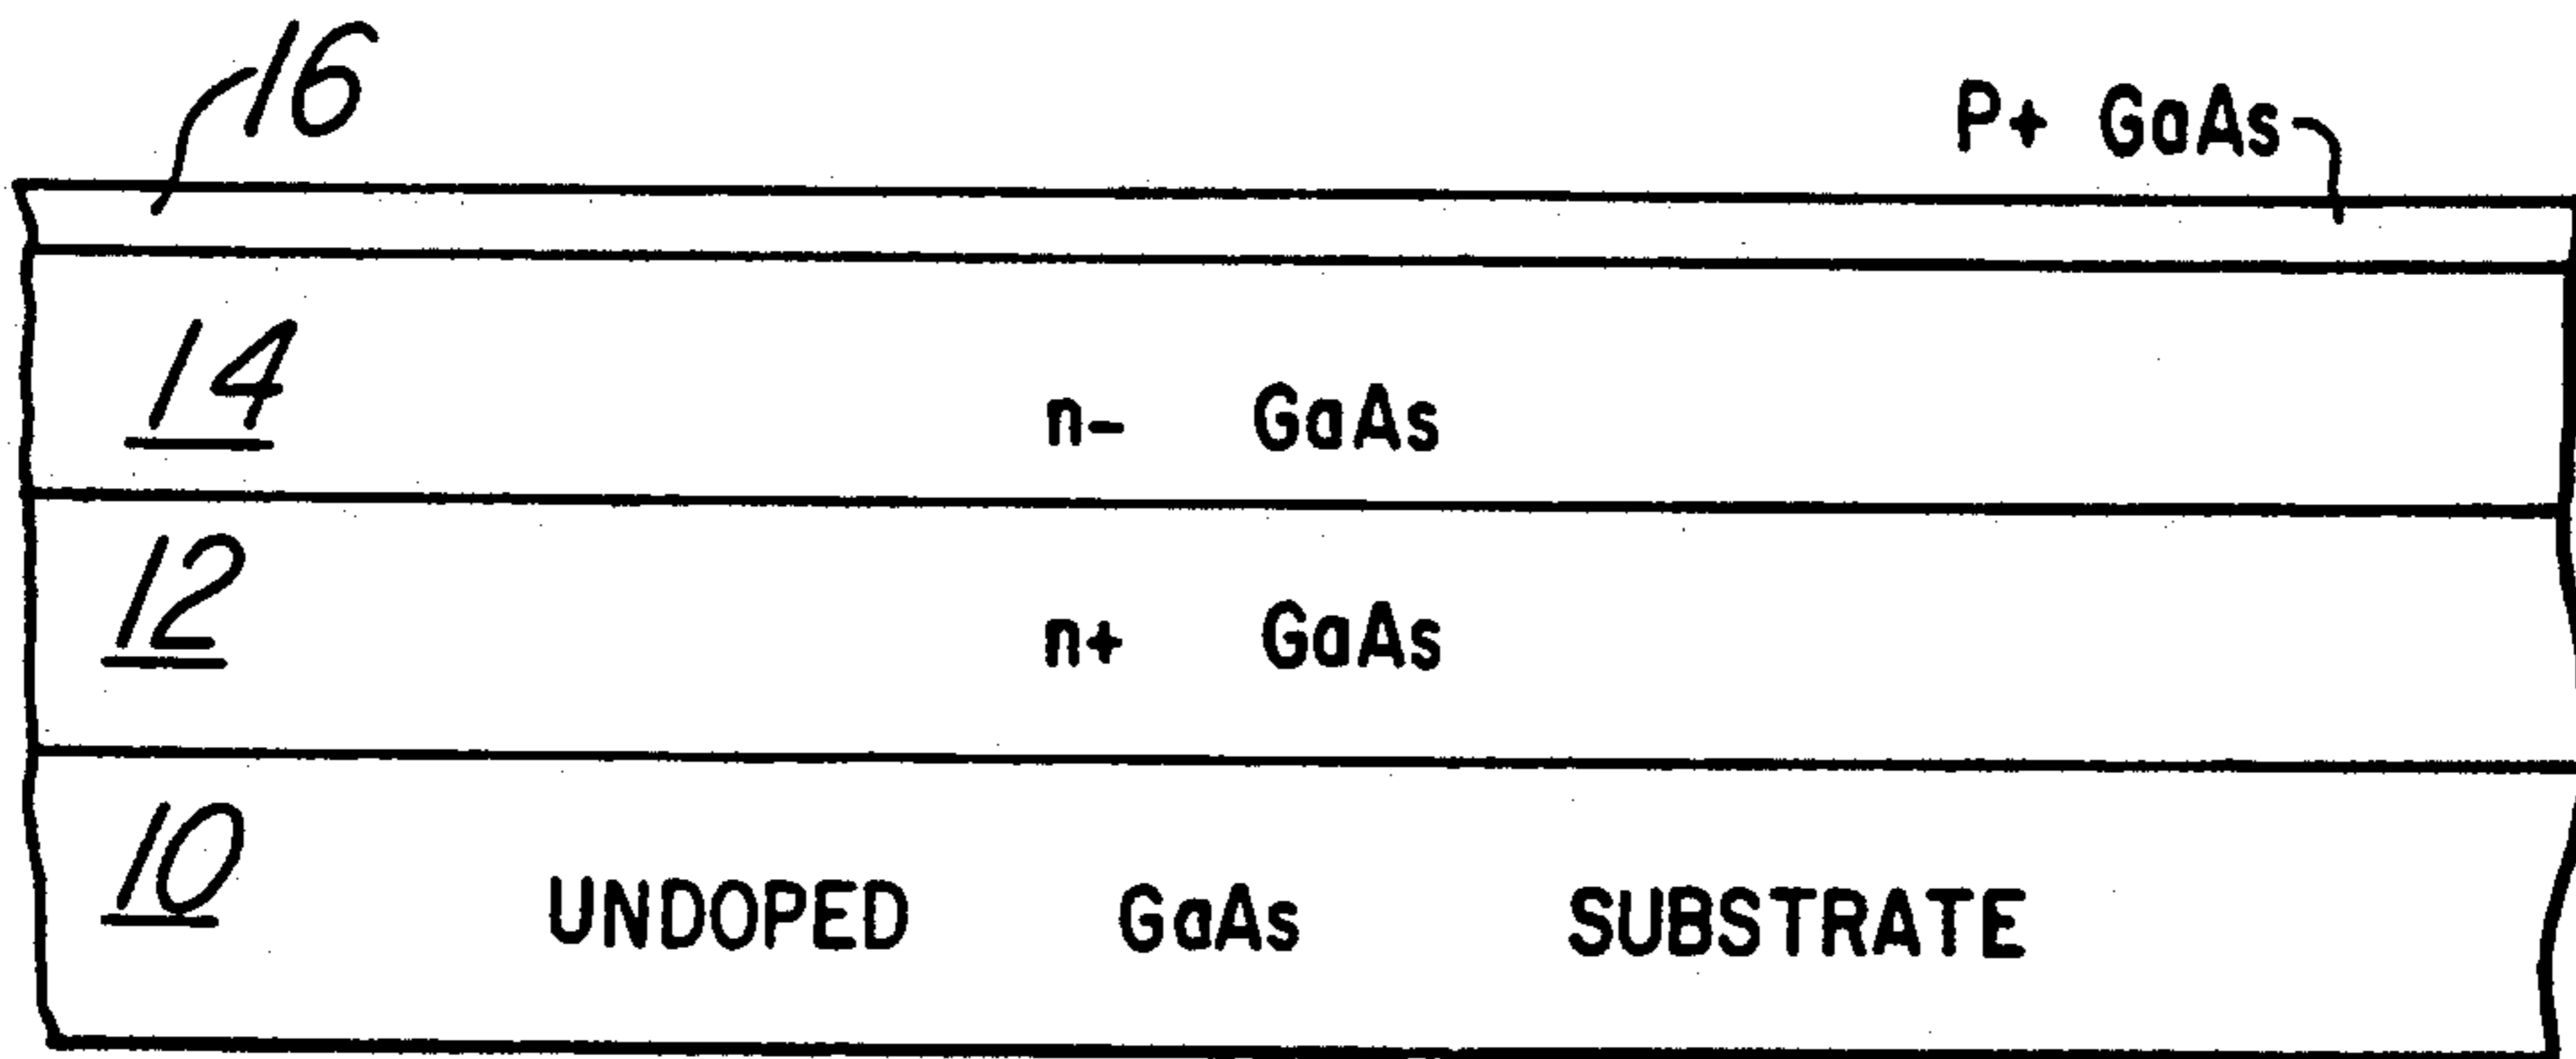 16
P+ GaAs
14 n- GaAs
12 n+ GaAs
10 UNDOPED GaAs SUBSTRATE